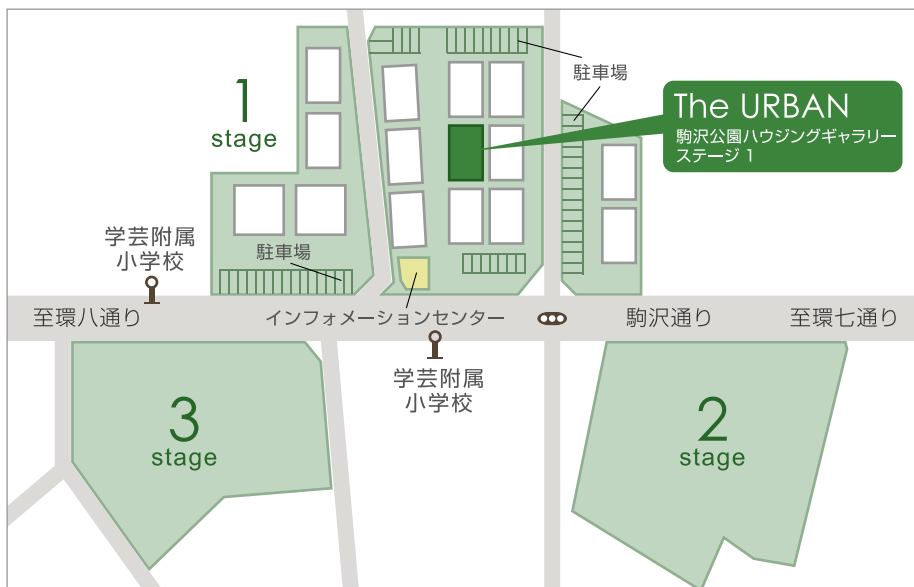 1
stage
駐車場
The URBAN
駒沢公園ハウジングギャラリー
ステージ 1
学芸附属
小学校
駐車場
至環八通り
インフォメーションセンター
駒沢通り
至環七通り
学芸附属
小学校
3
stage
2
stage